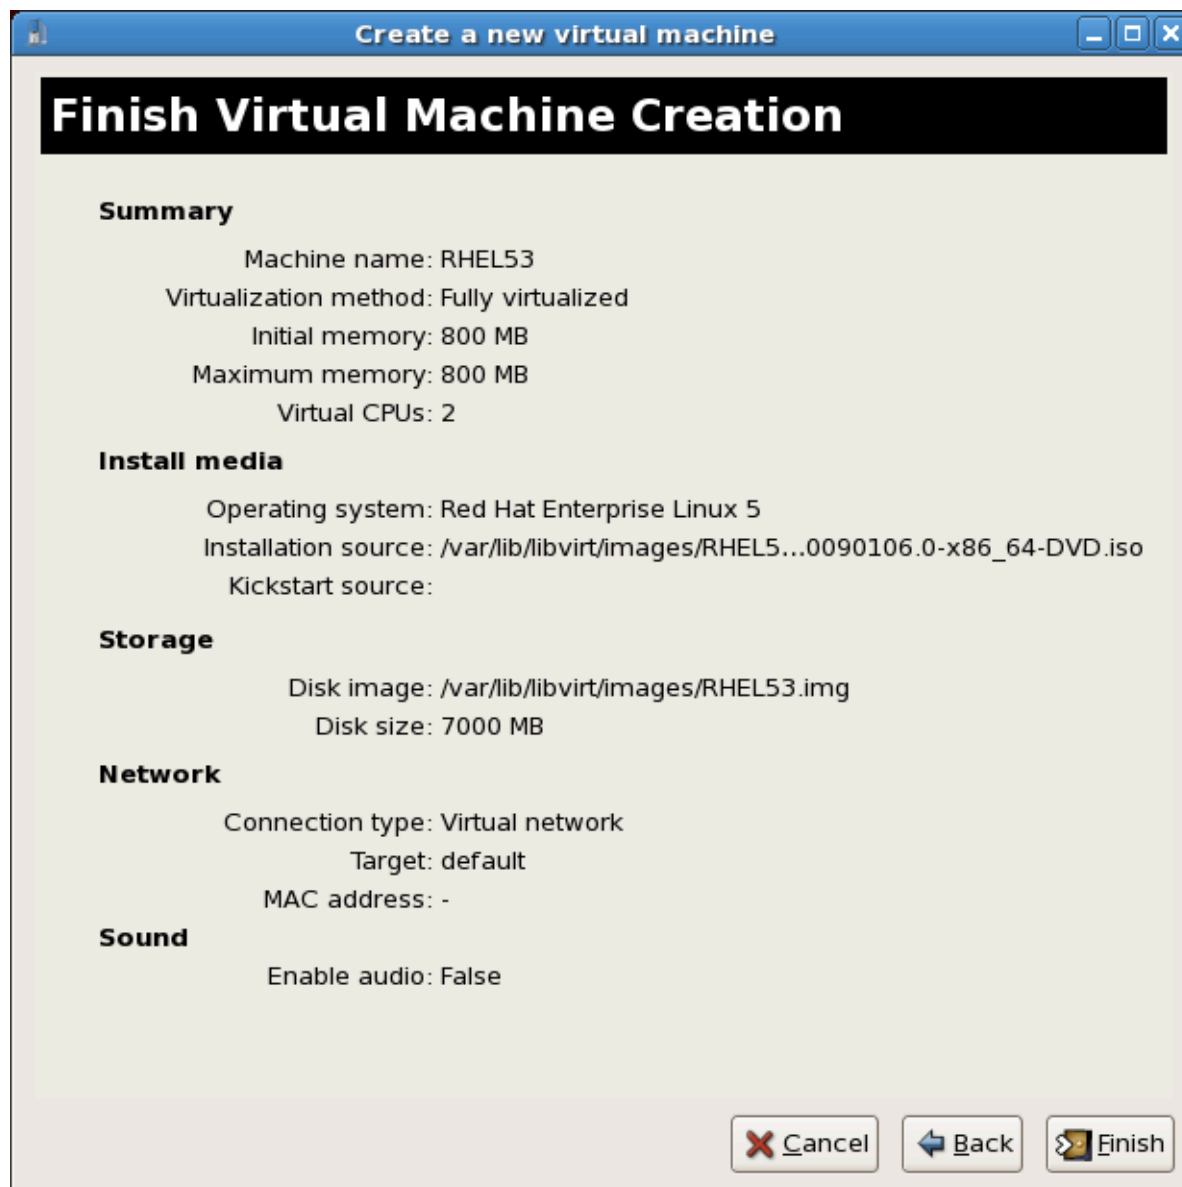 Create a new virtual machine
Finish Virtual Machine Creation
Summary
Machine name: RHEL53
Virtualization method: Fully virtualized
Initial memory: 800 MB
Maximum memory: 800 MB
Virtual CPUs: 2
Install media
Operating system: Red Hat Enterprise Linux 5
Installation source: /var/lib/libvirt/images/RHEL5...0090106.0-x86_64-DVD.iso
Kickstart source:
Storage
Disk image: /var/lib/libvirt/images/RHEL53.img
Disk size: 7000 MB
Network
Connection type: Virtual network
Target: default
MAC address: -
Sound
Enable audio: False
Cancel Back Finish